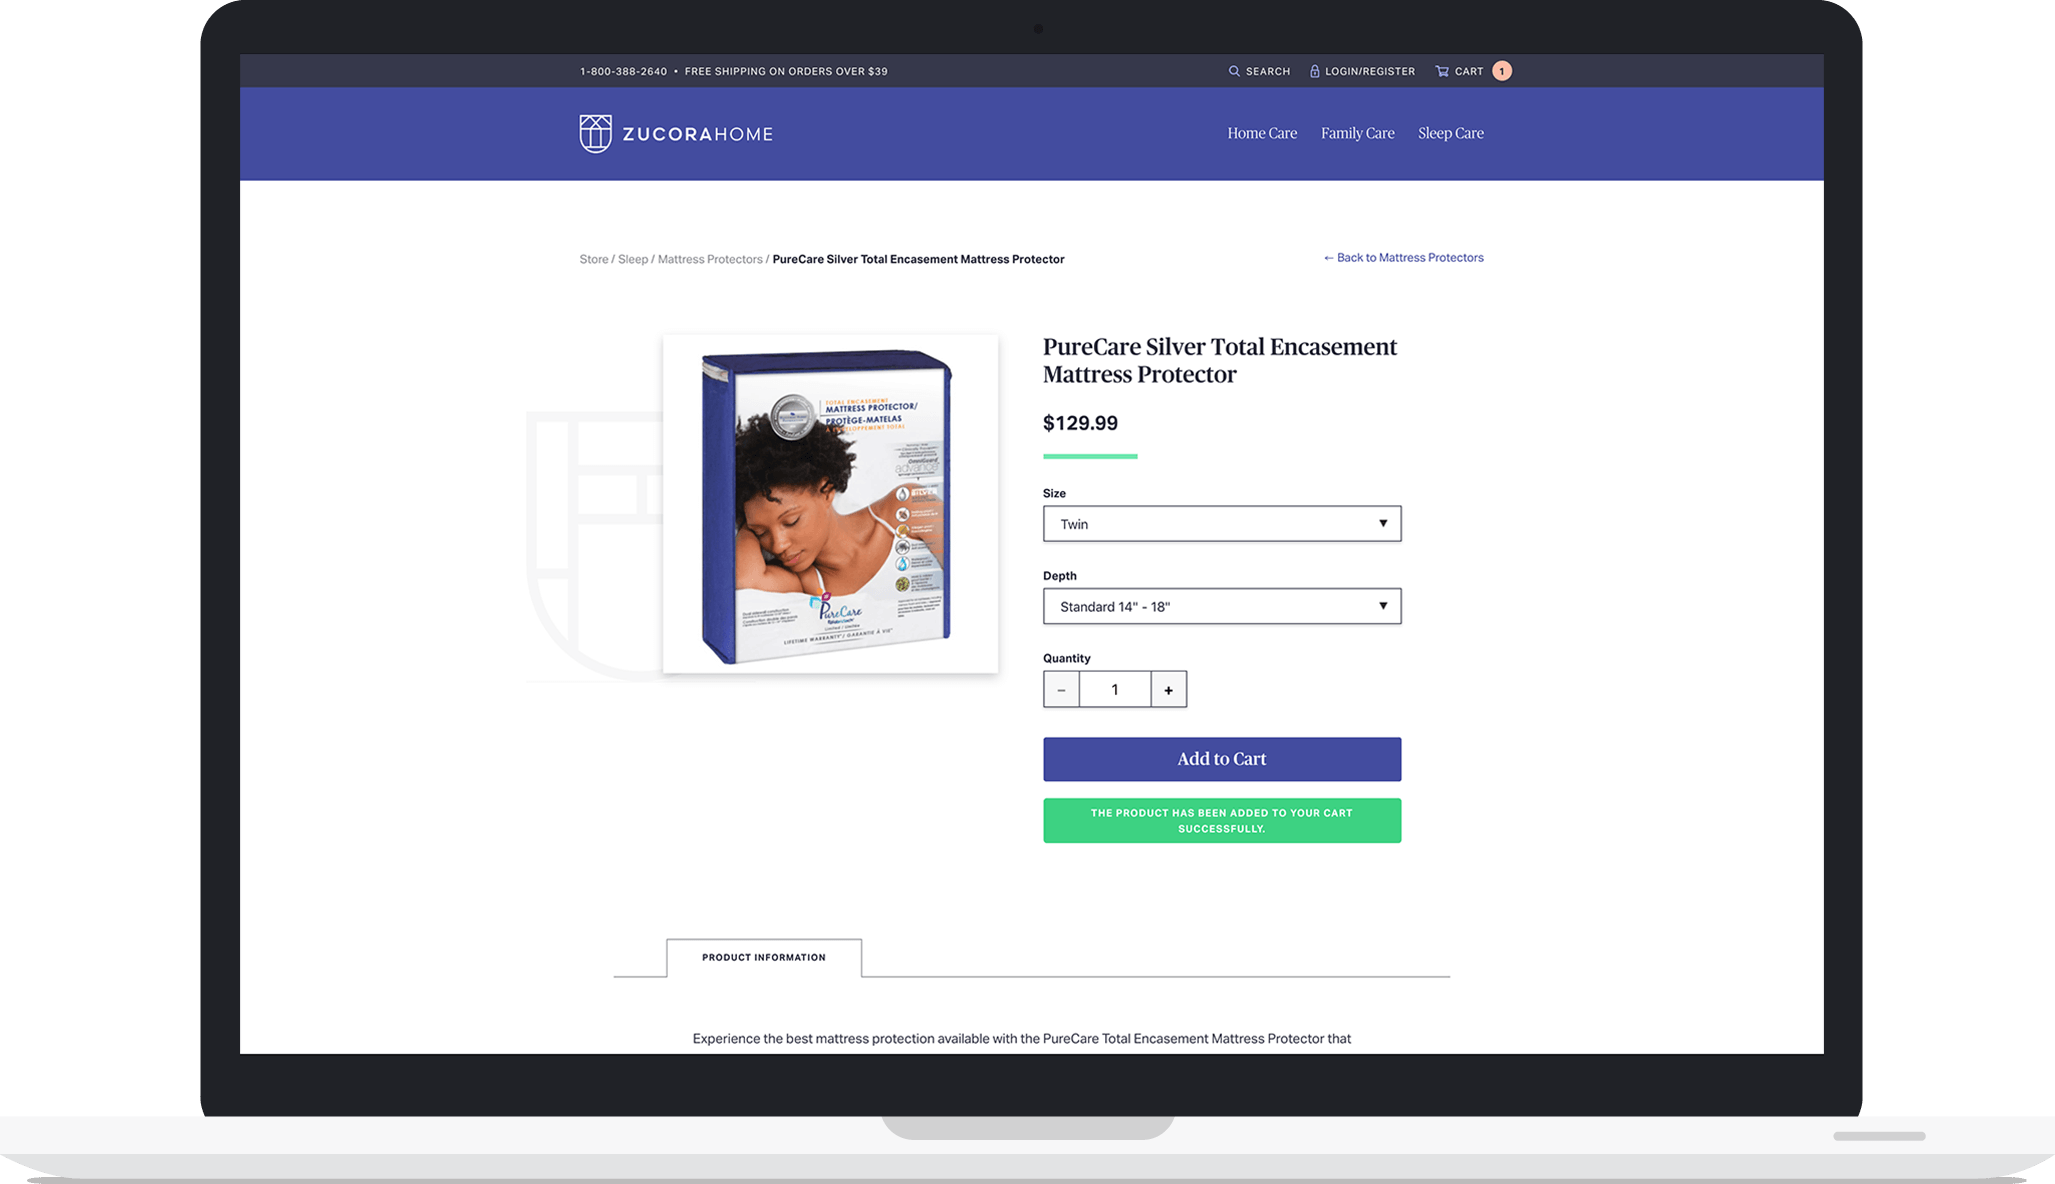 1-800-388-2640 • FREE SHIPPING ON ORDERS OVER $39
SEARCH
LOGIN/REGISTER
CART 1
ZUCORAHOME
Home Care
Family Care
Sleep Care
Store / Sleep / Mattress Protectors / PureCare Silver Total Encasement Mattress Protector
← Back to Mattress Protectors
TOTAL ENCASEMENT
MATTRESS PROTECTOR/
PROTÈGE-MATELAS
advance
PureCare
LIFETIME WARRANTY*/ GARANTIE À VIE*
PureCare Silver Total Encasement
Mattress Protector
$129.99
Size
Twin
Depth
Standard 14" - 18"
Quantity
− 1 +
Add to Cart
THE PRODUCT HAS BEEN ADDED TO YOUR CART
SUCCESSFULLY.
PRODUCT INFORMATION
Experience the best mattress protection available with the PureCare Total Encasement Mattress Protector that